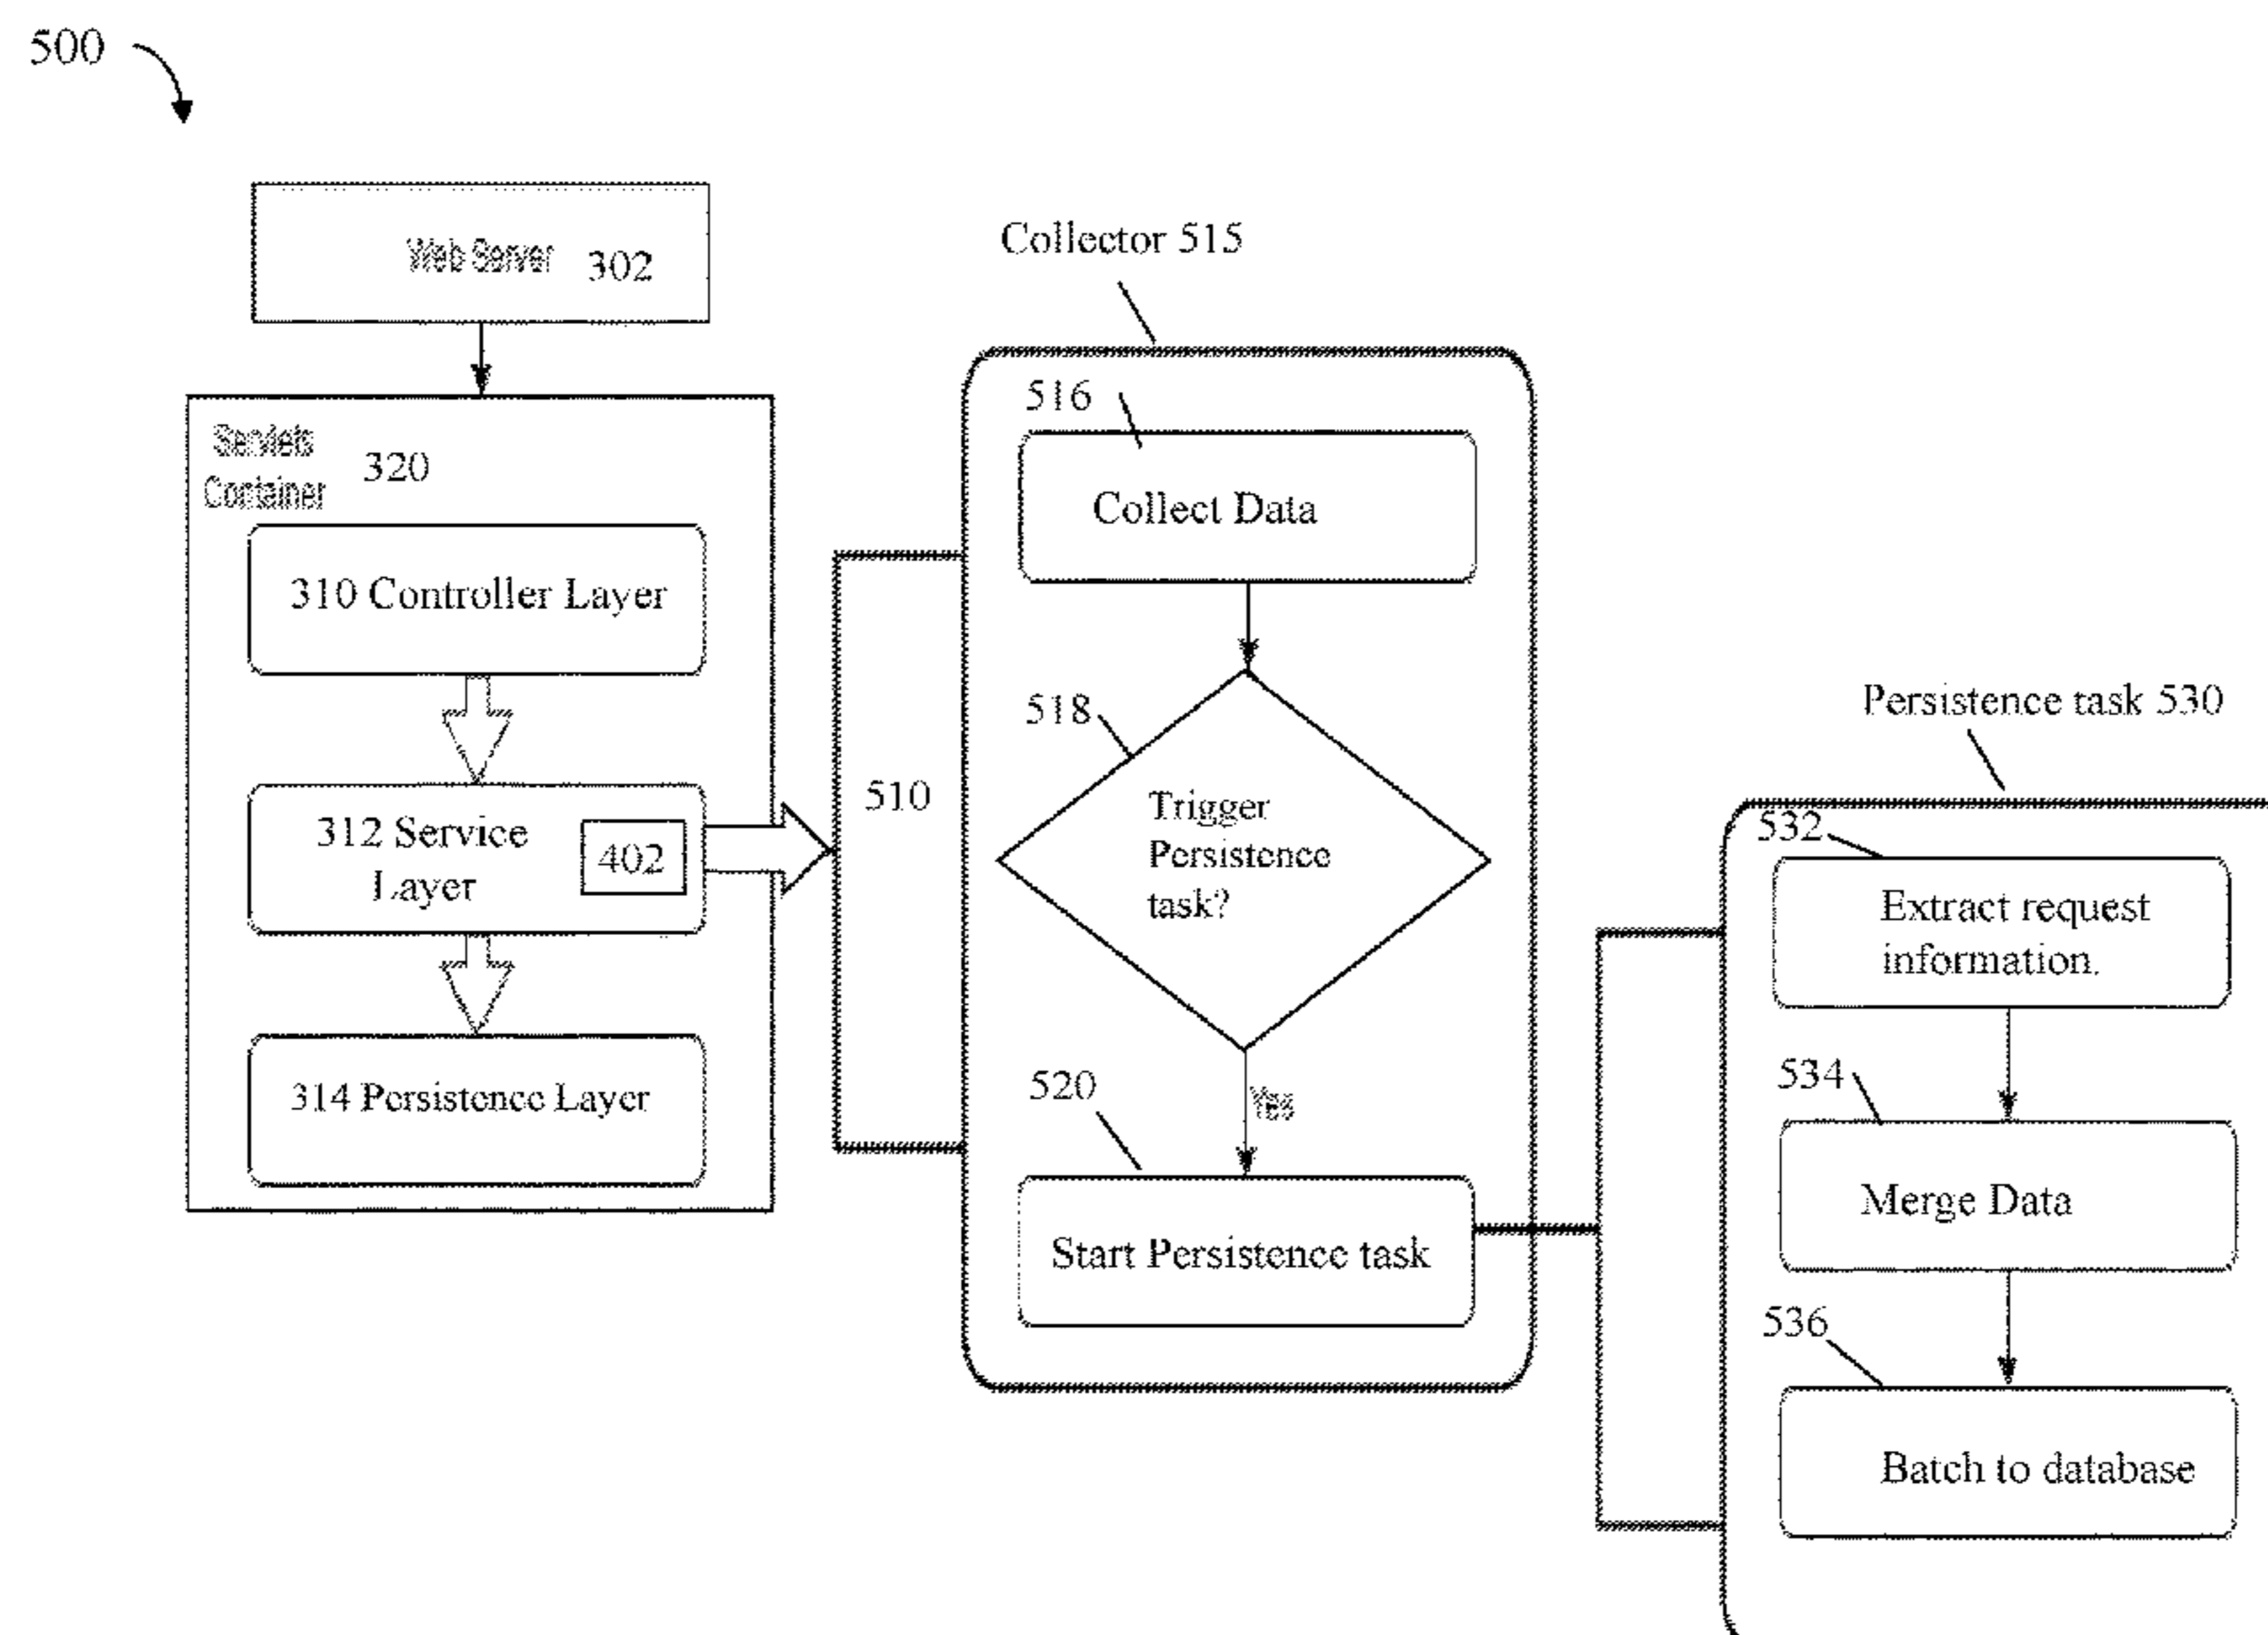 500
Web Server 302
Servlets
Container
320
310 Controller Layer
312 Service
Layer
402
314 Persistence Layer
510
Collector 515
516
Collect Data
518
Trigger
Persistence
task?
Yes
520
Start Persistence task
Persistence task 530
532
Extract request
information.
534
Merge Data
536
Batch to database